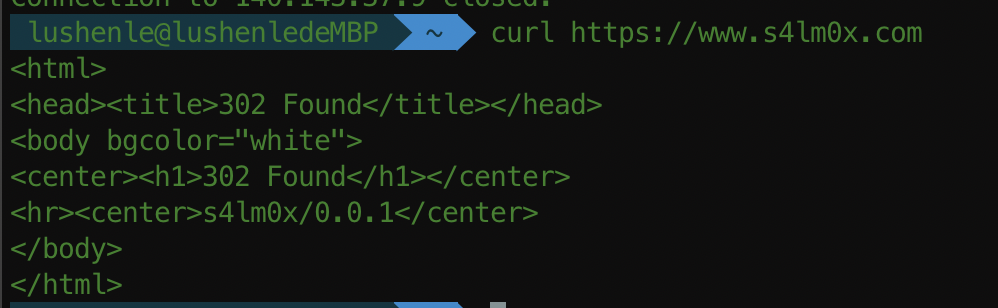 connection to 140.143.37.9 closed.
lushenle@lushenledeMBP ~ curl https://www.s4lm0x.com
<html>
<head><title>302 Found</title></head>
<body bgcolor="white">
<center><h1>302 Found</h1></center>
<hr><center>s4lm0x/0.0.1</center>
</body>
</html>